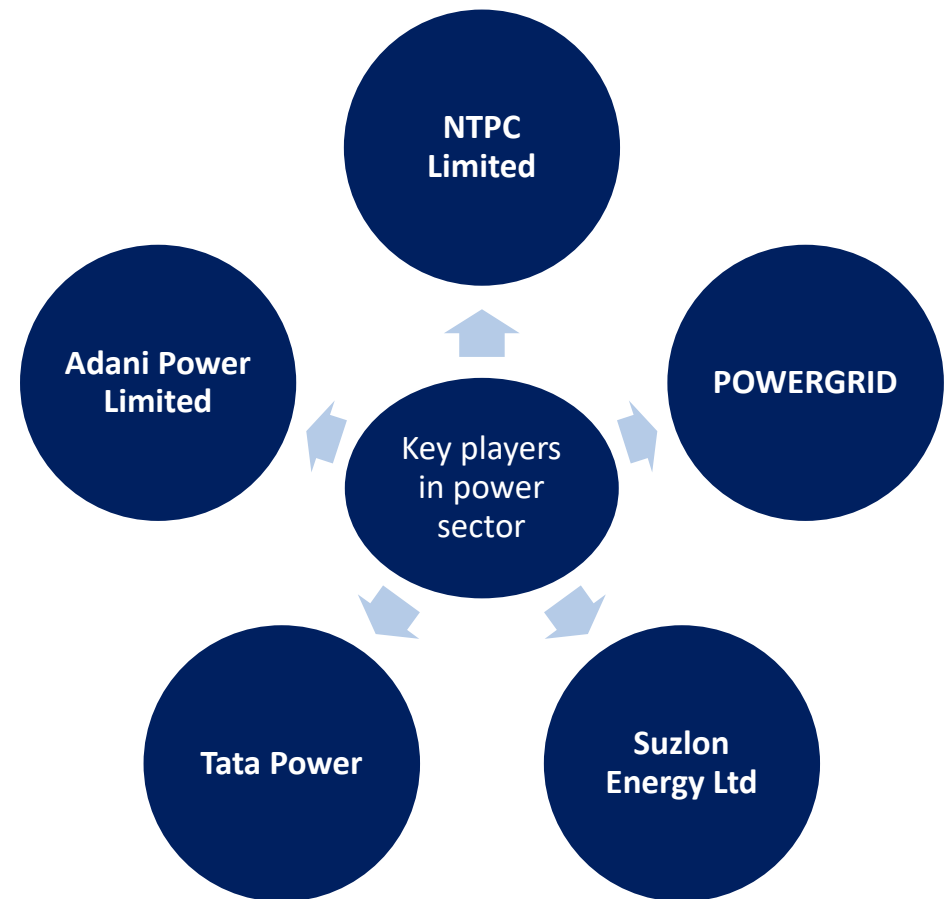 NTPC
Limited
Adani Power
Limited
POWERGRID
Key players
in power
sector
Tata Power
Suzlon
Energy Ltd